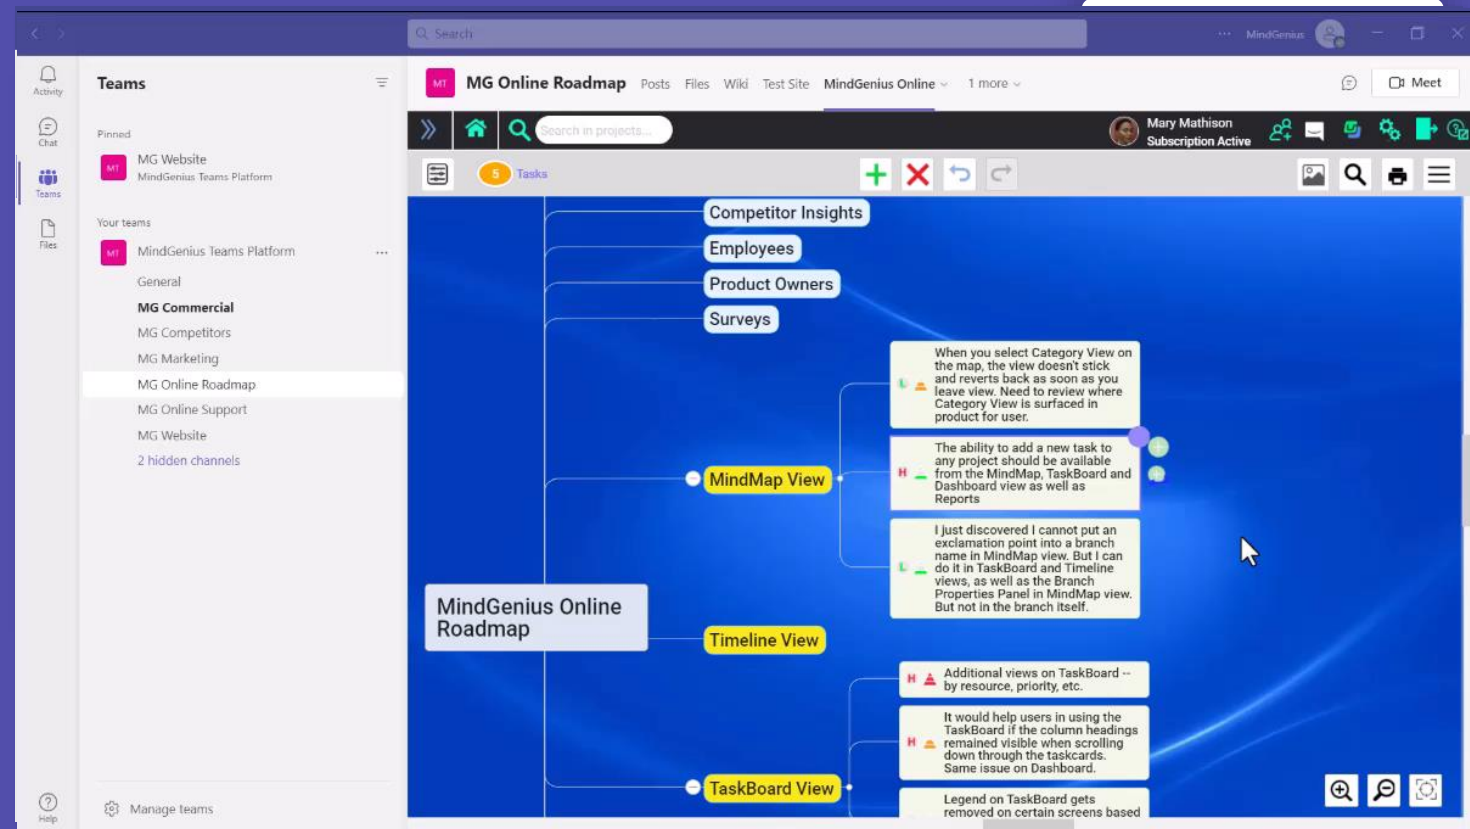 Search
MindGenius
Activity
Chat
Teams
Files
Help
Teams
Pinned
MT
MG Website
MindGenius Teams Platform
Your teams
MT
MindGenius Teams Platform
General
MG Commercial
MG Competitors
MG Marketing
MG Online Roadmap
MG Online Support
MG Website
2 hidden channels
Manage teams
MT
MG Online Roadmap
Posts
Files
Wiki
Test Site
MindGenius Online
1 more
Meet
Search in projects...
Mary Mathison
Subscription Active
5
Tasks
Competitor Insights
Employees
Product Owners
Surveys
L
When you select Category View on
the map, the view doesn't stick
and reverts back as soon as you
leave view. Need to review where
Category View is surfaced in
product for user.
MindMap View
H
The ability to add a new task to
any project should be available
from the MindMap, TaskBoard and
Dashboard view as well as
Reports
L
I just discovered I cannot put an
exclamation point into a branch
name in MindMap view. But I can
do it in TaskBoard and Timeline
views, as well as the Branch
Properties Panel in MindMap view.
But not in the branch itself.
MindGenius Online
Roadmap
Timeline View
H
Additional views on TaskBoard --
by resource, priority, etc.
H
It would help users in using the
TaskBoard if the column headings
remained visible when scrolling
down through the taskcards.
Same issue on Dashboard.
TaskBoard View
Legend on TaskBoard gets
removed on certain screens based